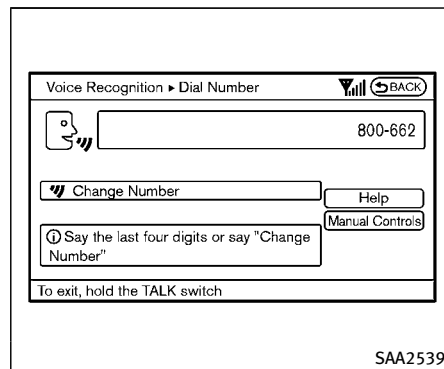 Voice Recognition ▸ Dial Number BACK
800-662
Change Number
Help
Manual Controls
Say the last four digits or say "Change
Number"
To exit, hold the TALK switch
SAA2539